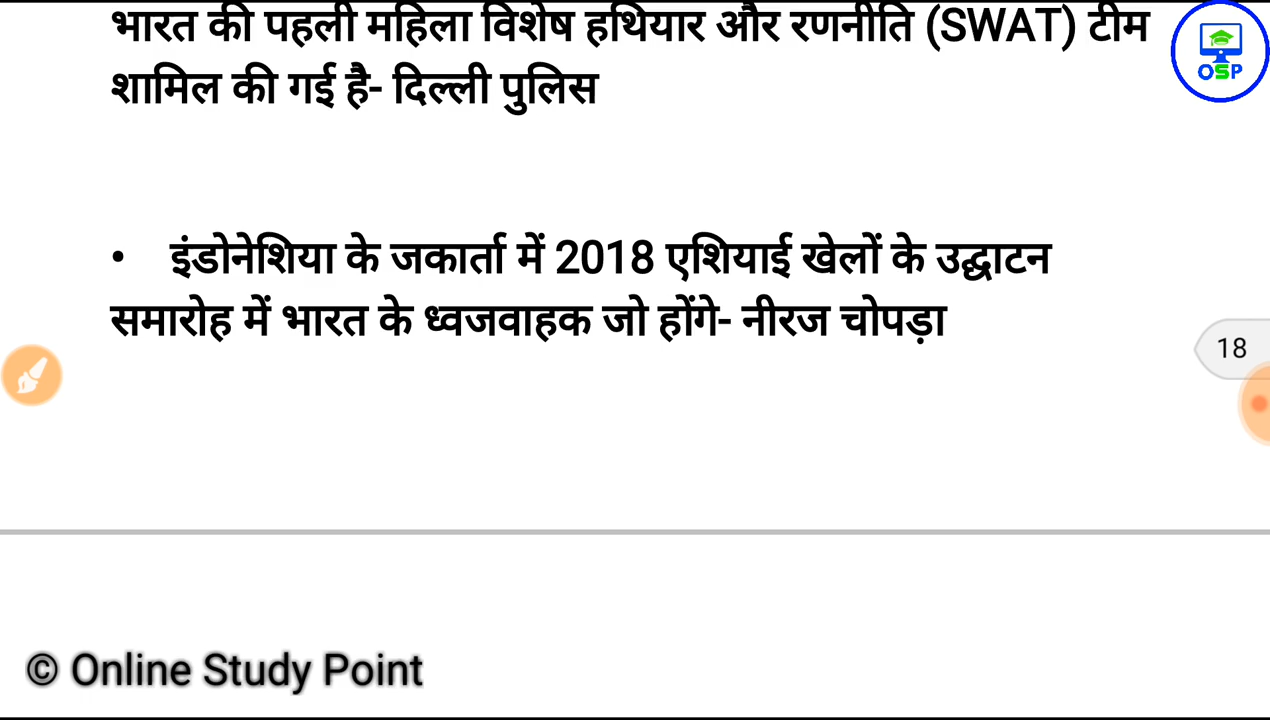 भारत की पहली महिला विशेष हथियार और रणनीति (SWAT) टीम
शामिल की गई है- दिल्ली पुलिस
OSP
• इंडोनेशिया के जकार्ता में 2018 एशियाई खेलों के उद्घाटन
समारोह में भारत के ध्वजवाहक जो होंगे- नीरज चोपड़ा
18
© Online Study Point